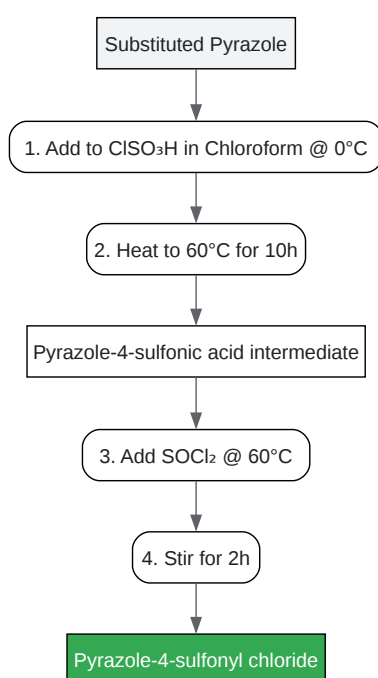 Substituted Pyrazole
1. Add to ClSO₃H in Chloroform @ 0°C
2. Heat to 60°C for 10h
Pyrazole-4-sulfonic acid intermediate
3. Add SOCl₂ @ 60°C
4. Stir for 2h
Pyrazole-4-sulfonyl chloride